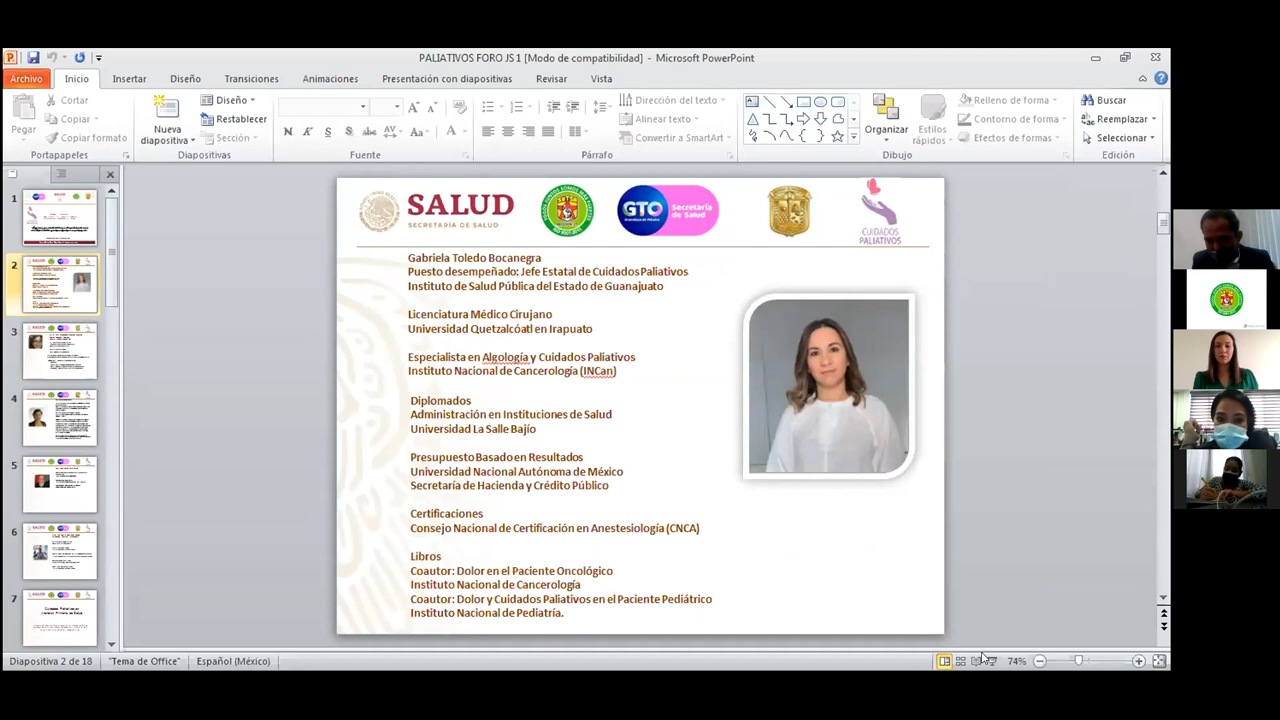 PALIATIVOS FORO JS 1 [Modo de compatibilidad] - Microsoft PowerPoint
Archivo Inicio Insertar Diseño Transiciones Animaciones Presentación con diapositivas Revisar Vista
Pegar
Cortar
Copiar
Copiar formato
Portapapeles
Nueva diapositiva
Diseño
Restablecer
Sección
Diapositivas
Fuente
Dirección del texto
Alinear texto
Convertir a SmartArt
Párrafo
Organizar
Estilos rápidos
Relleno de forma
Contorno de forma
Efectos de formas
Dibujo
Buscar
Reemplazar
Seleccionar
Edición
1
2
3
4
5
6
7
SALUD
SECRETARÍA DE SALUD
GTO
Secretaría de Salud
CUIDADOS
PALIATIVOS
Gabriela Toledo Bocanegra
Puesto desempeñado: Jefe Estatal de Cuidados Paliativos
Instituto de Salud Pública del Estado de Guanajuato
Licenciatura Médico Cirujano
Universidad Quetzalcóatl en Irapuato
Especialista en Algología y Cuidados Paliativos
Instituto Nacional de Cancerología (INCan)
Diplomados
Administración en Instituciones de Salud
Universidad La Salle Bajío
Presupuesto Basado en Resultados
Universidad Nacional Autónoma de México
Secretaría de Hacienda y Crédito Público
Certificaciones
Consejo Nacional de Certificación en Anestesiología (CNCA)
Libros
Coautor: Dolor en el Paciente Oncológico
Instituto Nacional de Cancerología
Coautor: Dolor y Cuidados Paliativos en el Paciente Pediátrico
Instituto Nacional de Pediatría.
Diapositiva 2 de 18 "Tema de Office" Español (México) 74%